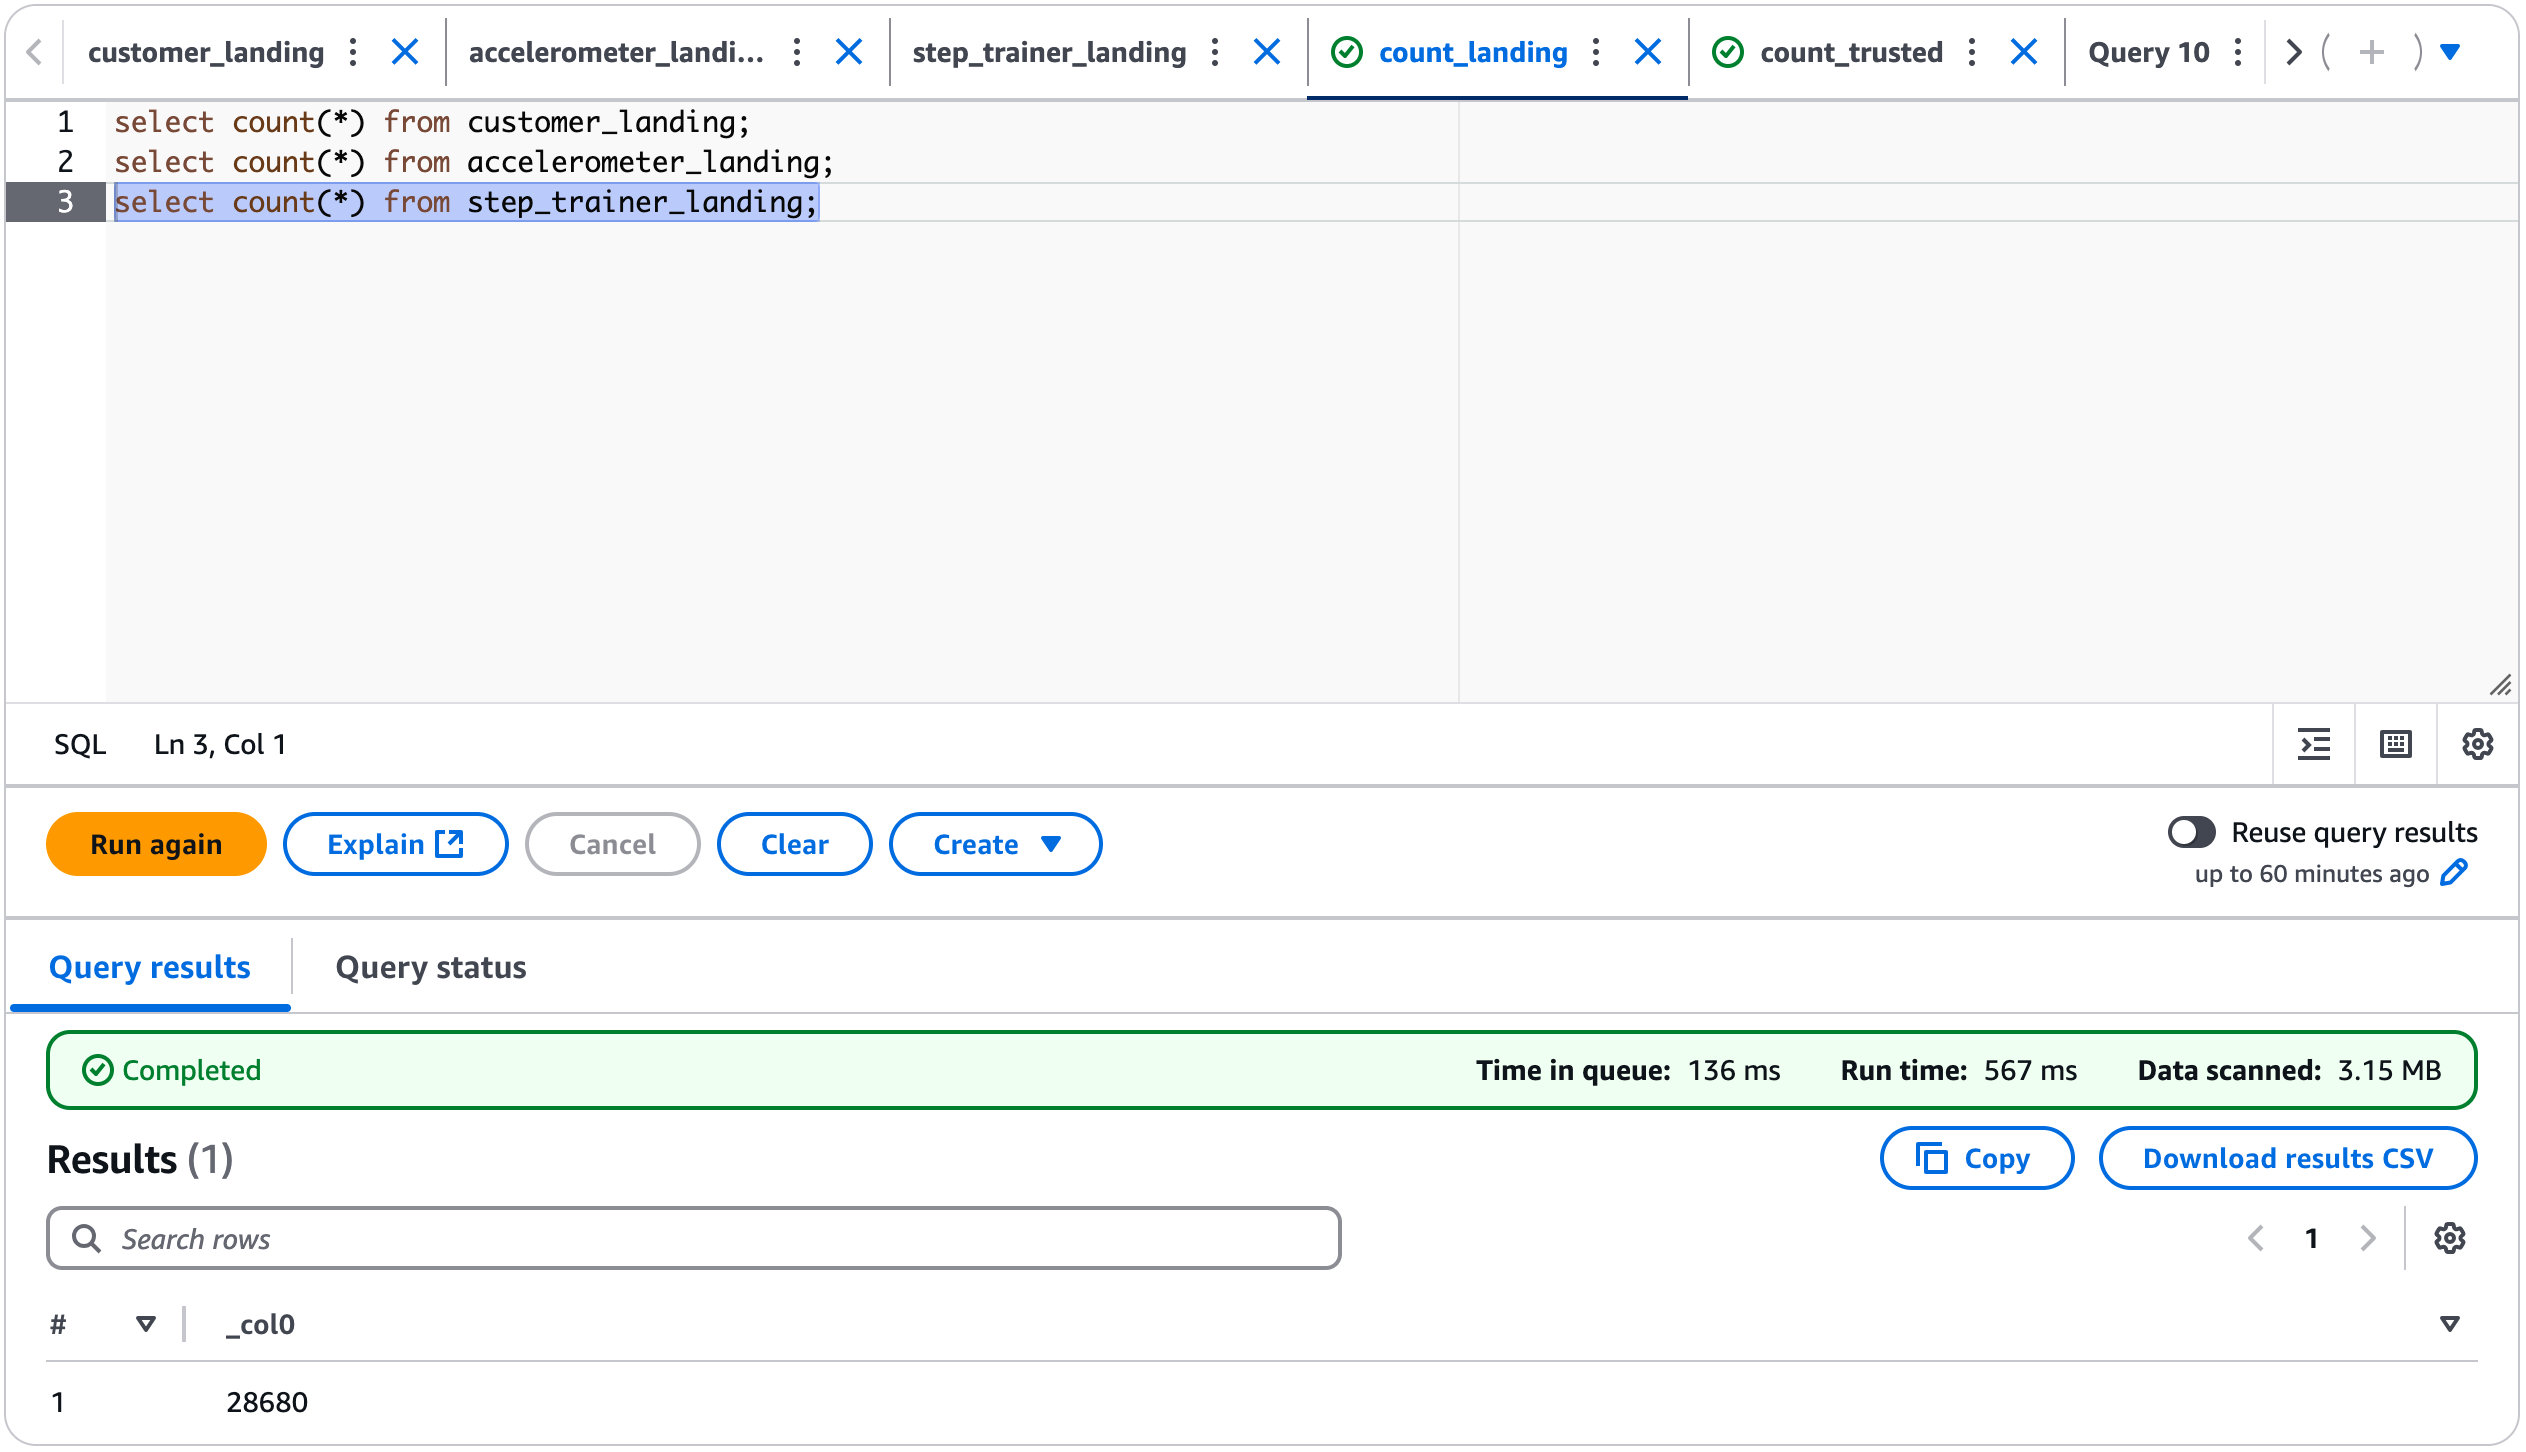 customer_landing accelerometer_landi... step_trainer_landing count_landing count_trusted Query 10
1 select count(*) from customer_landing;
2 select count(*) from accelerometer_landing;
3 select count(*) from step_trainer_landing;
SQL Ln 3, Col 1
Run again Explain Cancel Clear Create Reuse query results
up to 60 minutes ago
Query results Query status
Completed Time in queue: 136 ms Run time: 567 ms Data scanned: 3.15 MB
Results (1) Copy Download results CSV
Search rows 1
# _col0
1 28680